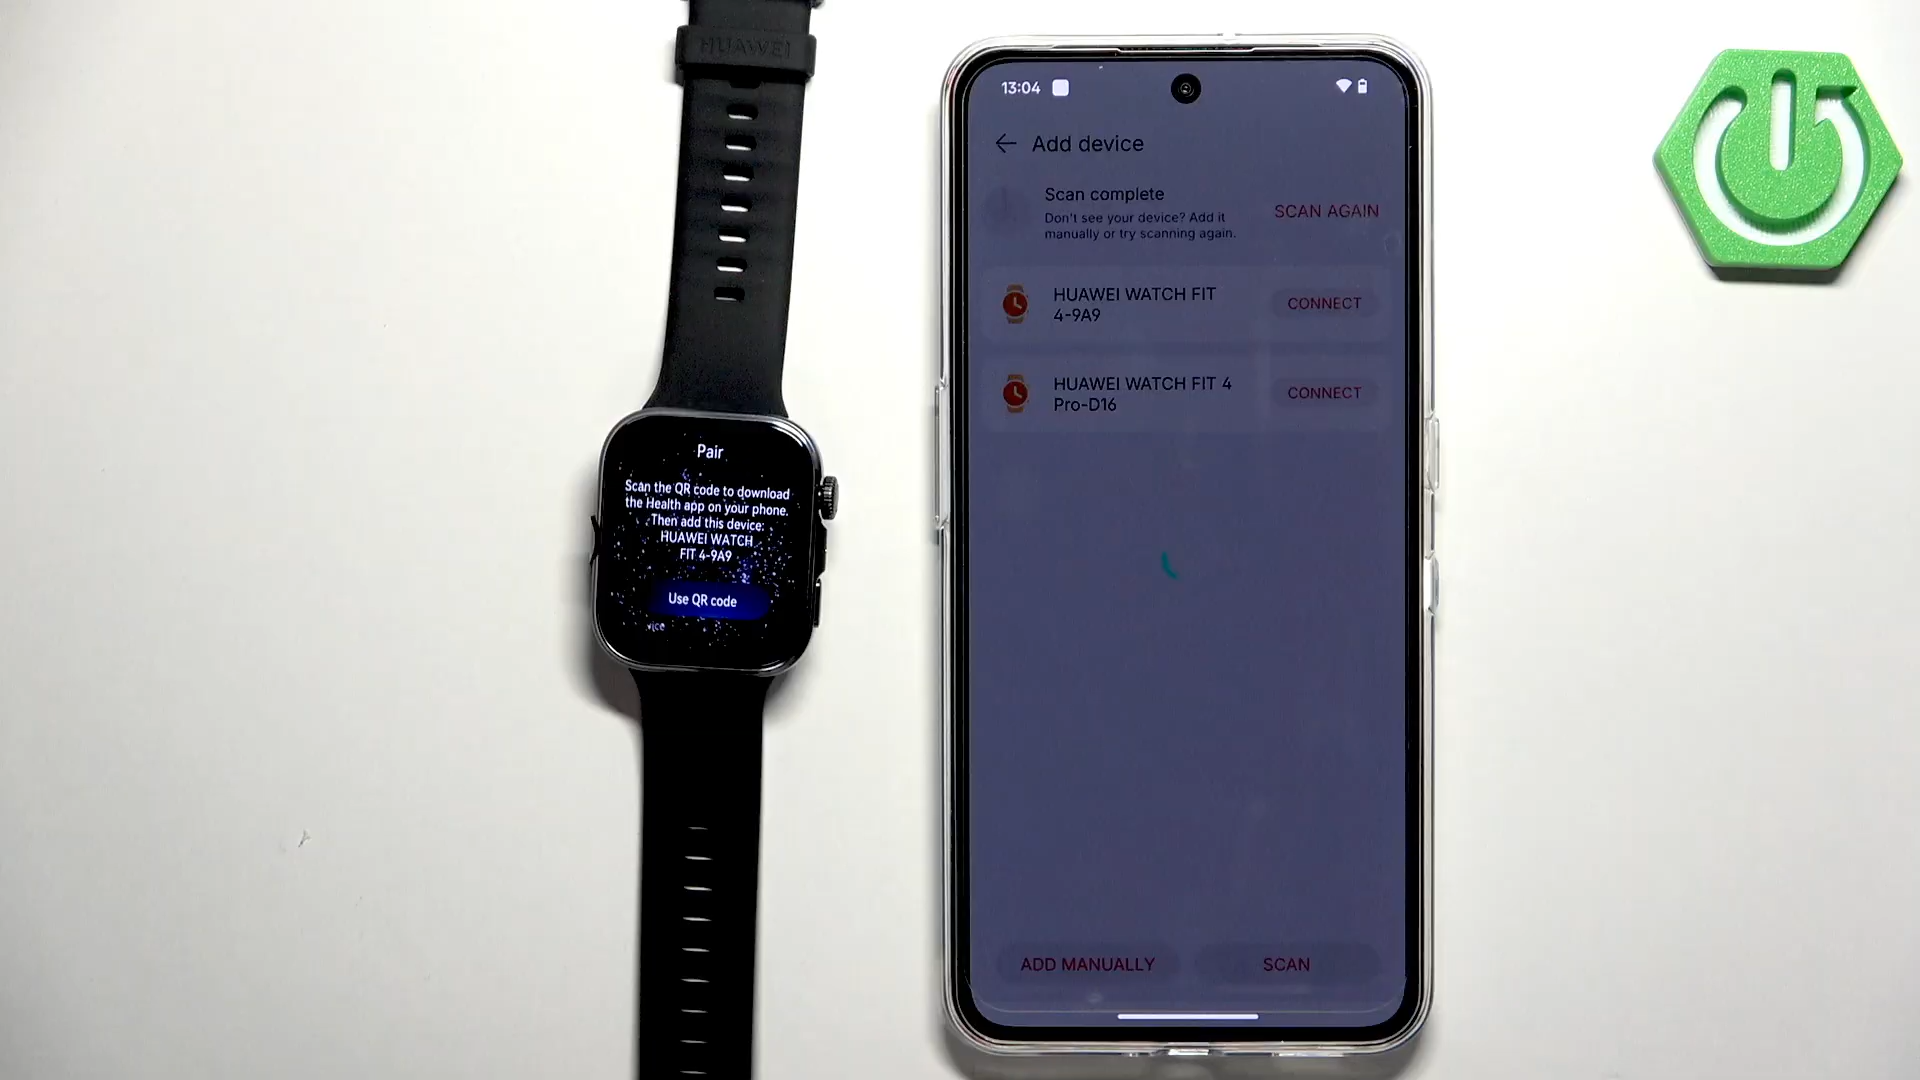 HUAWEI
Pair
Scan the QR code to download
the Health app on your phone.
Then add this device:
HUAWEI WATCH
FIT 4-9A9
Use QR code
vice
13:04
Add device
Scan complete
Don't see your device? Add it
manually or try scanning again.
SCAN AGAIN
HUAWEI WATCH FIT
4-9A9
CONNECT
HUAWEI WATCH FIT 4
Pro-D16
CONNECT
ADD MANUALLY
SCAN